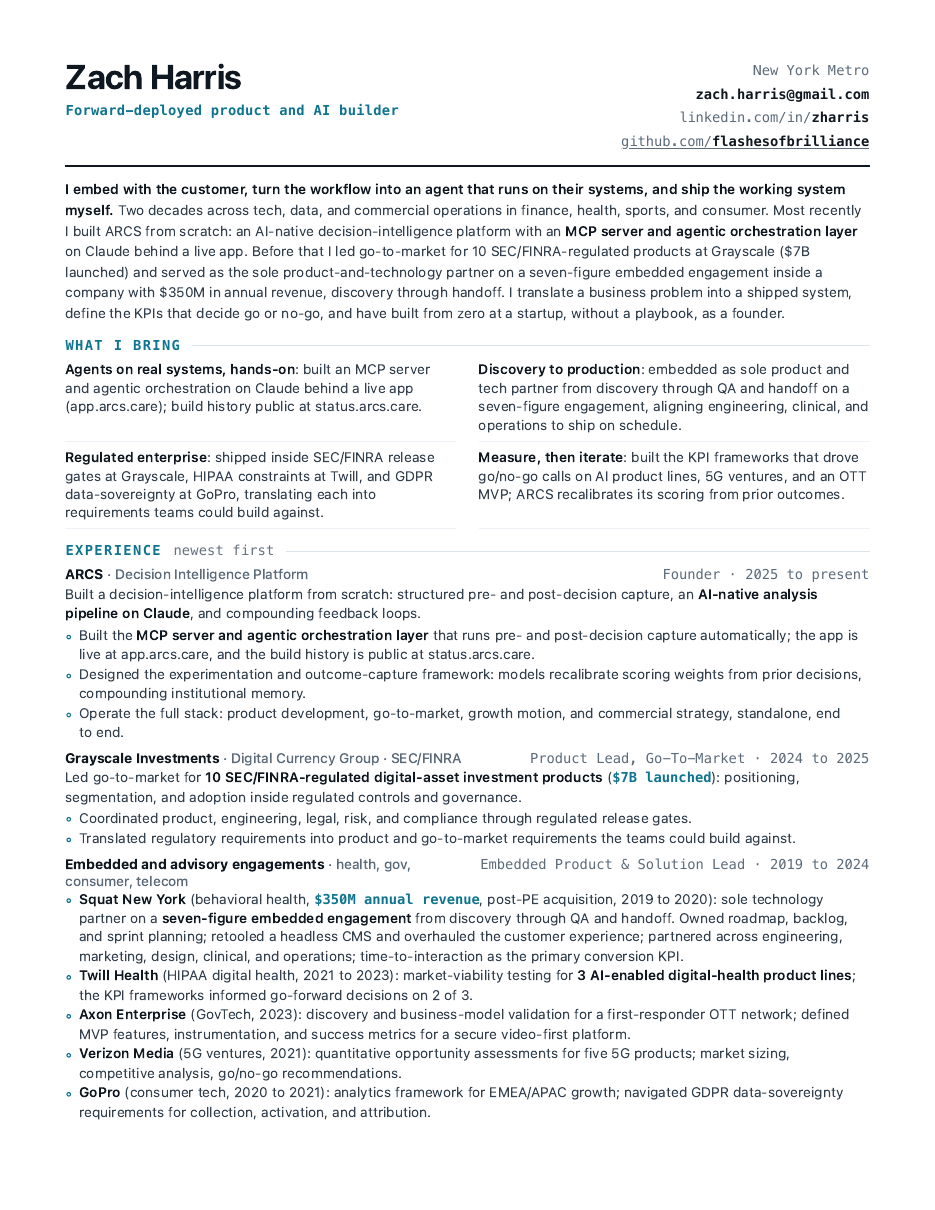 Zach Harris
Forward-deployed product and AI builder
New York Metro
zach.harris@gmail.com
linkedin.com/in/zharris
github.com/flashesofbrilliance
I embed with the customer, turn the workflow into an agent that runs on their systems, and ship the working system
myself. Two decades across tech, data, and commercial operations in finance, health, sports, and consumer. Most recently
I built ARCS from scratch: an AI-native decision-intelligence platform with an MCP server and agentic orchestration layer
on Claude behind a live app. Before that I led go-to-market for 10 SEC/FINRA-regulated products at Grayscale ($7B
launched) and served as the sole product-and-technology partner on a seven-figure embedded engagement inside a
company with $350M in annual revenue, discovery through handoff. I translate a business problem into a shipped system,
define the KPIs that decide go or no-go, and have built from zero at a startup, without a playbook, as a founder.
WHAT I BRING
Agents on real systems, hands-on: built an MCP server
and agentic orchestration on Claude behind a live app
(app.arcs.care); build history public at status.arcs.care.
Discovery to production: embedded as sole product and
tech partner from discovery through QA and handoff on a
seven-figure engagement, aligning engineering, clinical, and
operations to ship on schedule.
Regulated enterprise: shipped inside SEC/FINRA release
gates at Grayscale, HIPAA constraints at Twill, and GDPR
data-sovereignty at GoPro, translating each into
requirements teams could build against.
Measure, then iterate: built the KPI frameworks that drove
go/no-go calls on AI product lines, 5G ventures, and an OTT
MVP; ARCS recalibrates its scoring from prior outcomes.
EXPERIENCE newest first
ARCS · Decision Intelligence Platform Founder · 2025 to present
Built a decision-intelligence platform from scratch: structured pre- and post-decision capture, an AI-native analysis
pipeline on Claude, and compounding feedback loops.
Built the MCP server and agentic orchestration layer that runs pre- and post-decision capture automatically; the app is
live at app.arcs.care, and the build history is public at status.arcs.care.
Designed the experimentation and outcome-capture framework: models recalibrate scoring weights from prior decisions,
compounding institutional memory.
Operate the full stack: product development, go-to-market, growth motion, and commercial strategy, standalone, end
to end.
Grayscale Investments · Digital Currency Group · SEC/FINRA Product Lead, Go-To-Market · 2024 to 2025
Led go-to-market for 10 SEC/FINRA-regulated digital-asset investment products ($7B launched): positioning,
segmentation, and adoption inside regulated controls and governance.
Coordinated product, engineering, legal, risk, and compliance through regulated release gates.
Translated regulatory requirements into product and go-to-market requirements the teams could build against.
Embedded and advisory engagements · health, gov, Embedded Product & Solution Lead · 2019 to 2024
consumer, telecom
Squat New York (behavioral health, $350M annual revenue, post-PE acquisition, 2019 to 2020): sole technology
partner on a seven-figure embedded engagement from discovery through QA and handoff. Owned roadmap, backlog,
and sprint planning; retooled a headless CMS and overhauled the customer experience; partnered across engineering,
marketing, design, clinical, and operations; time-to-interaction as the primary conversion KPI.
Twill Health (HIPAA digital health, 2021 to 2023): market-viability testing for 3 AI-enabled digital-health product lines;
the KPI frameworks informed go-forward decisions on 2 of 3.
Axon Enterprise (GovTech, 2023): discovery and business-model validation for a first-responder OTT network; defined
MVP features, instrumentation, and success metrics for a secure video-first platform.
Verizon Media (5G ventures, 2021): quantitative opportunity assessments for five 5G products; market sizing,
competitive analysis, go/no-go recommendations.
GoPro (consumer tech, 2020 to 2021): analytics framework for EMEA/APAC growth; navigated GDPR data-sovereignty
requirements for collection, activation, and attribution.